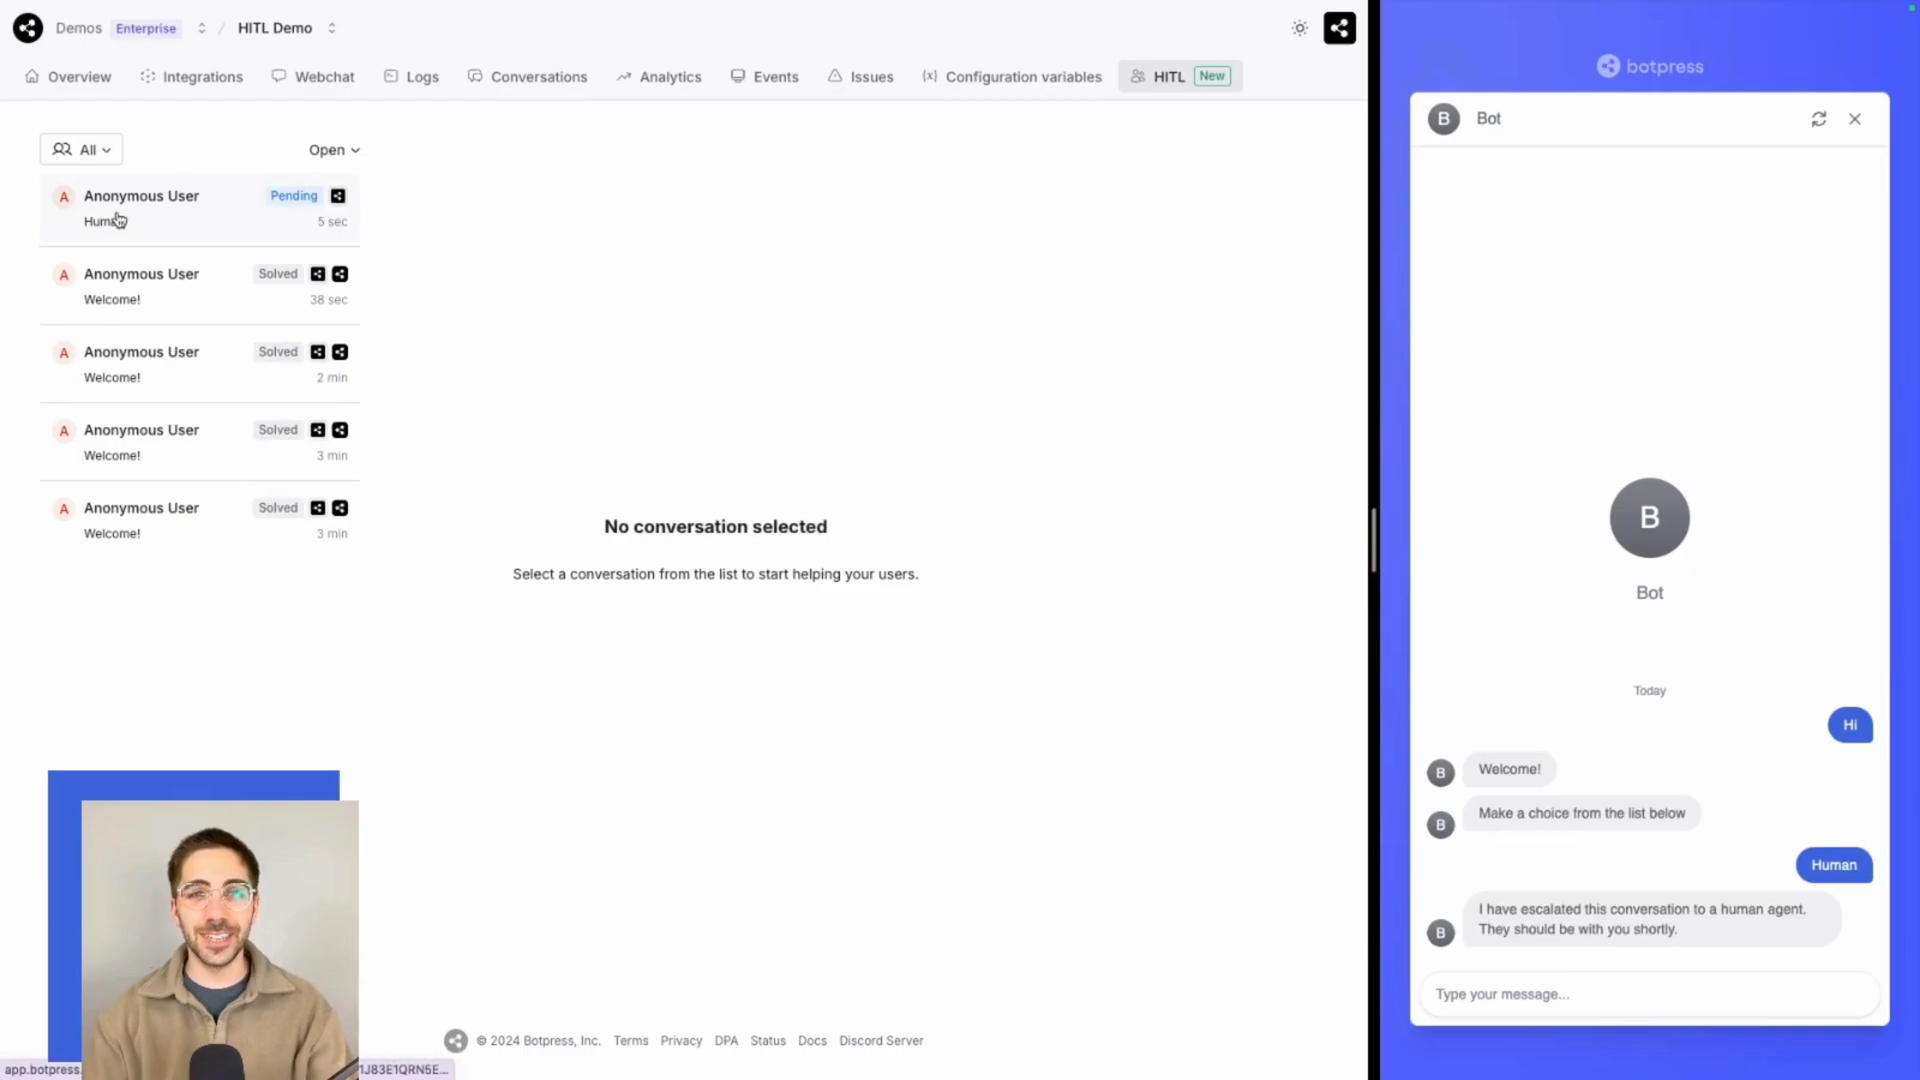 Demos Enterprise / HITL Demo
Overview Integrations Webchat Logs Conversations Analytics Events Issues Configuration variables HITL New
All Open
A Anonymous User Pending
Human 5 sec
A Anonymous User Solved
Welcome! 38 sec
A Anonymous User Solved
Welcome! 2 min
A Anonymous User Solved
Welcome! 3 min
A Anonymous User Solved
Welcome! 3 min
No conversation selected
Select a conversation from the list to start helping your users.
© 2024 Botpress, Inc. Terms Privacy DPA Status Docs Discord Server
app.botpress. 1J83E1QRN5E...
botpress
B Bot
B
Bot
Today
Hi
B Welcome!
B Make a choice from the list below
Human
I have escalated this conversation to a human agent.
B They should be with you shortly.
Type your message...